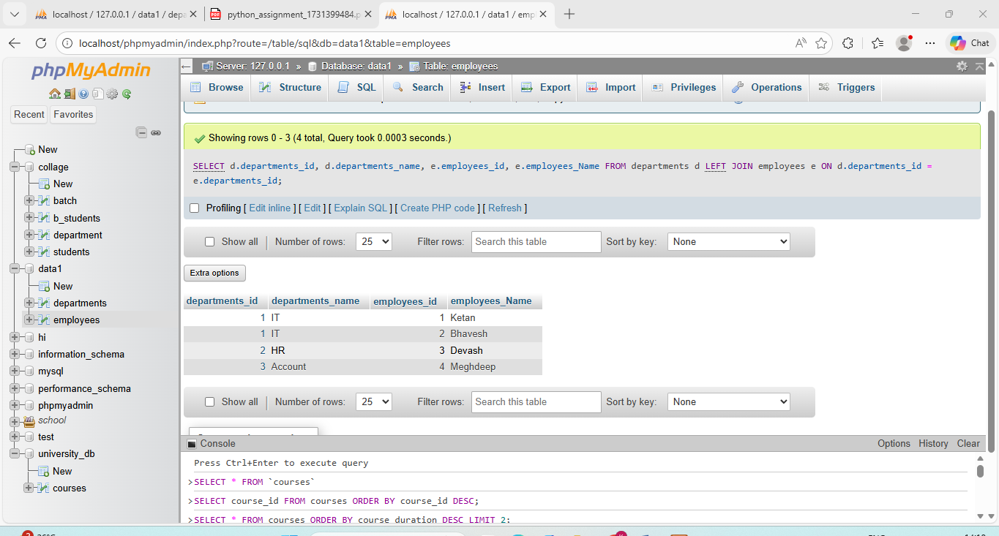 localhost / 127.0.0.1 / data1 / depa
python_assignment_1731399484.p
localhost / 127.0.0.1 / data1 / emp
localhost/phpmyadmin/index.php?route=/table/sql&db=data1&table=employees
Chat
phpMyAdmin
Recent
Favorites
New
collage
New
batch
b_students
department
students
data1
New
departments
employees
hi
information_schema
mysql
performance_schema
phpmyadmin
school
test
university_db
New
courses
Server: 127.0.0.1 » Database: data1 » Table: employees
Browse Structure SQL Search Insert Export Import Privileges Operations Triggers
Showing rows 0 - 3 (4 total, Query took 0.0003 seconds.)
SELECT d.departments_id, d.departments_name, e.employees_id, e.employees_Name FROM departments d LEFT JOIN employees e ON d.departments_id =
e.departments_id;
Profiling [ Edit inline ] [ Edit ] [ Explain SQL ] [ Create PHP code ] [ Refresh ]
Show all Number of rows: 25 Filter rows: Search this table Sort by key: None
Extra options
departments_id departments_name employees_id employees_Name
1 IT 1 Ketan
1 IT 2 Bhavesh
2 HR 3 Devash
3 Account 4 Meghdeep
Show all Number of rows: 25 Filter rows: Search this table Sort by key: None
Console Options History Clear
Press Ctrl+Enter to execute query
>SELECT * FROM `courses`
>SELECT course_id FROM courses ORDER BY course_id DESC;
>SELECT * FROM courses ORDER BY course_duration DESC LIMIT 2;